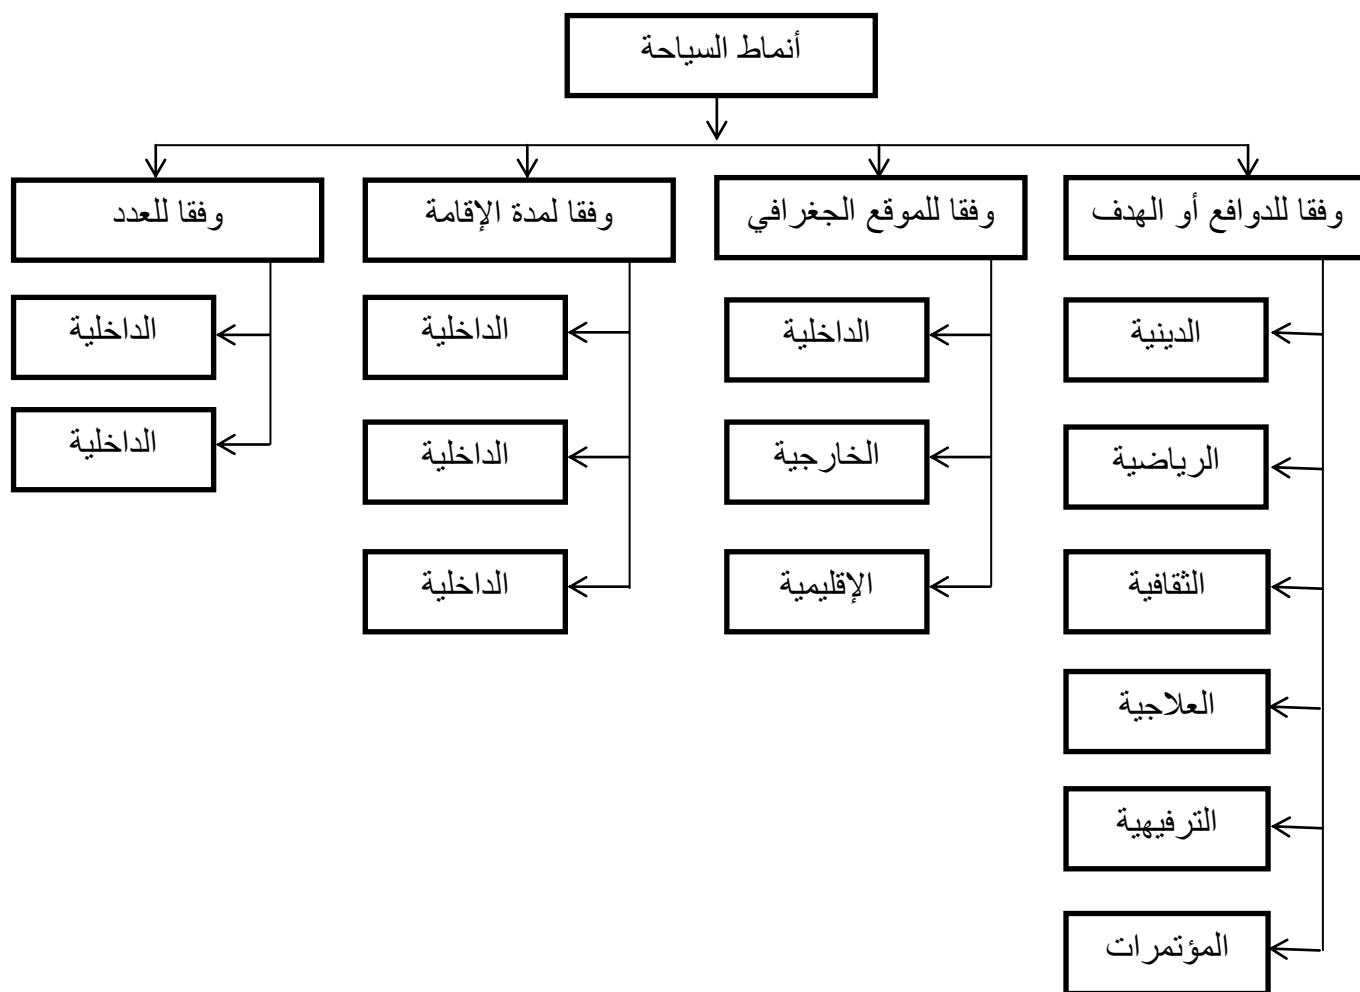 أنماط السياحة
وفقا للدوافع أو الهدف
وفقا للموقع الجغرافي
وفقا لمدة الإقامة
وفقا للعدد
الدينية
الرياضية
الثقافية
العلاجية
الترفيهية
المؤتمرات
الداخلية
الخارجية
الإقليمية
الداخلية
الداخلية
الداخلية
الداخلية
الداخلية